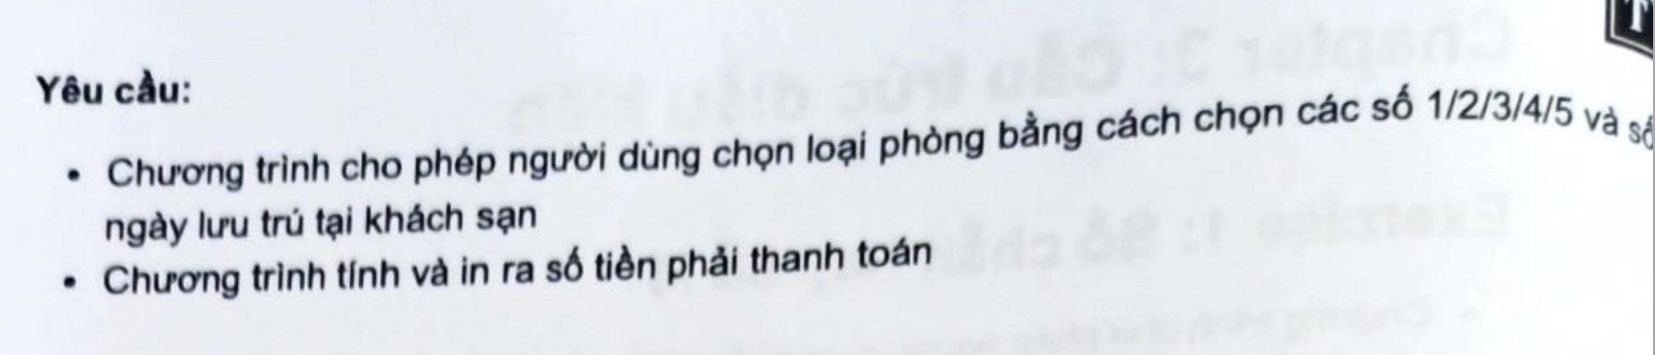 T
Yêu cầu:
• Chương trình cho phép người dùng chọn loại phòng bằng cách chọn các số 1/2/3/4/5 và số
ngày lưu trú tại khách sạn
• Chương trình tính và in ra số tiền phải thanh toán